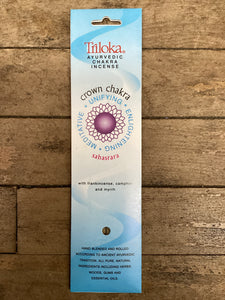 Triloka.
AYURVEDIC
CHAKRA
INCENSE
crown chakra
• UNIFYING • ENLIGHTENING • MEDITATIVE
sahasrara
with frankincense, camphor
and myrrh
HAND BLENDED AND ROLLED
ACCORDING TO ANCIENT AYURVEDIC
TRADITION. ALL PURE, NATURAL
INGREDIENTS INCLUDING HERBS
WOODS, GUMS AND
ESSENTIAL OILS.